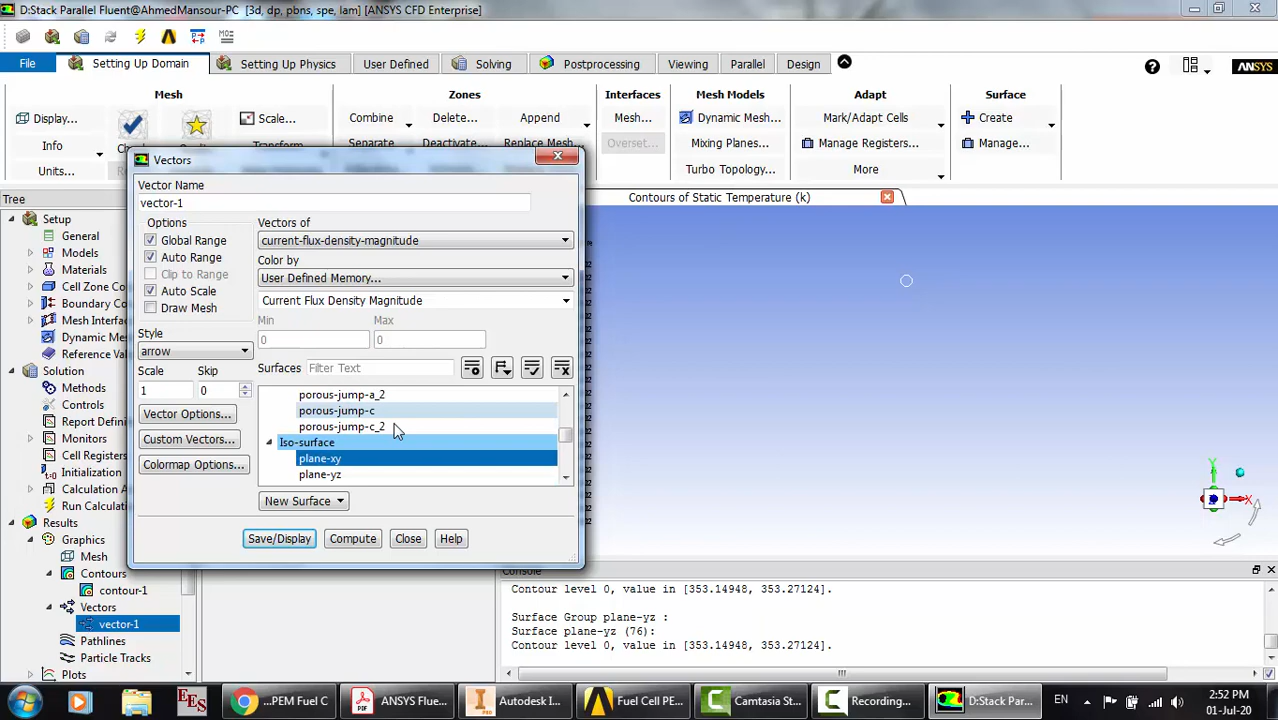 D:Stack Parallel Fluent@AhmedMansour-PC [3d, dp, pbns, spe, lam] [ANSYS CFD Enterprise]
File
Setting Up Domain
Setting Up Physics
User Defined
Solving
Postprocessing
Viewing
Parallel
Design
ANSYS
Mesh
Zones
Interfaces
Mesh Models
Adapt
Surface
Display...
Scale...
Combine
Delete...
Append
Mesh...
Dynamic Mesh...
Mark/Adapt Cells
Create
Info
Transform
Separate
Deactivate...
Replace Mesh...
Overset...
Mixing Planes...
Manage Registers...
Manage...
Units...
Turbo Topology...
More
Tree
Setup
General
Models
Materials
Cell Zone
Boundary
Mesh Interfa
Dynamic Me
Reference Val
Solution
Methods
Controls
Report Defini
Monitors
Initialization
Run Calculati
Results
Graphics
Mesh
Contours
contour-1
Vectors
vector-1
Pathlines
Particle Tracks
Plots
Vectors
Vector Name
vector-1
Options
Global Range
Auto Range
Clip to Range
Auto Scale
Draw Mesh
Style
arrow
Scale
Skip
1
0
Vector Options...
Custom Vectors...
Colormap Options...
Vectors of
current-flux-density-magnitude
Color by
User Defined Memory...
Current Flux Density Magnitude
Min
Max
0
0
Surfaces
Filter Text
porous-jump-a_2
porous-jump-c
porous-jump-c_2
Iso-surface
plane-xy
plane-yz
New Surface
Save/Display
Compute
Close
Help
Contours of Static Temperature (k)
Y
X
Console
Contour level 0, value in [353.14948, 353.27124].
Surface Group plane-yz :
Surface plane-yz (76):
Contour level 0, value in [353.14948, 353.27124].
...PEM Fuel C
ANSYS Flue...
Autodesk I...
Fuel Cell PE...
Camtasia St...
Recording...
D:Stack Par...
EN
2:52 PM
01-Jul-20